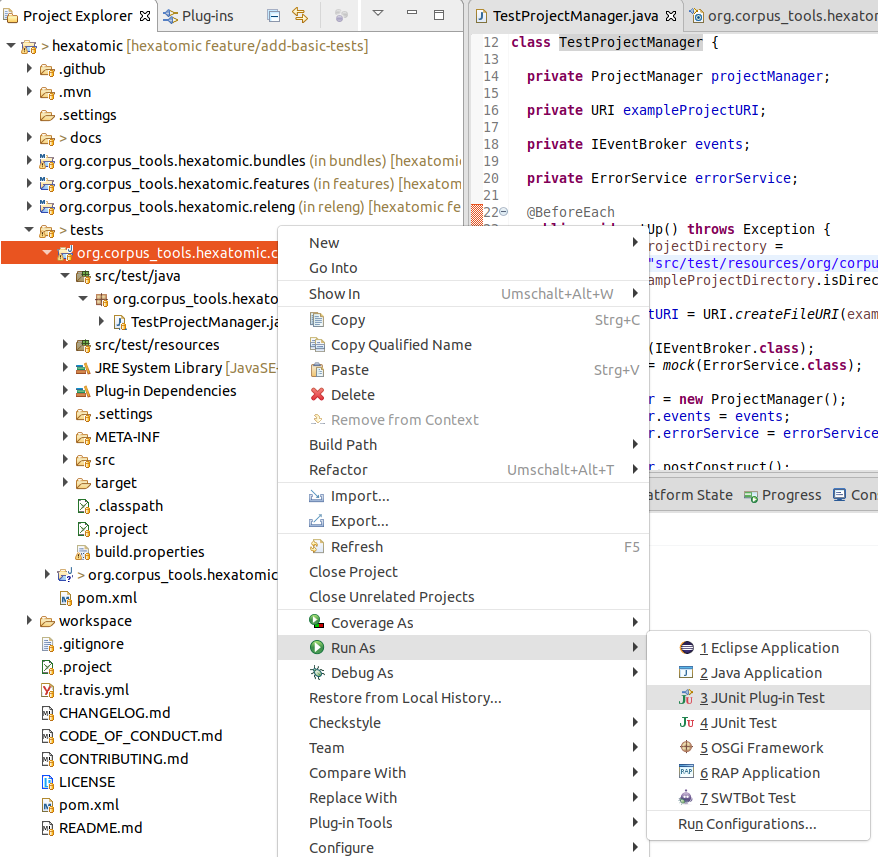 Project Explorer
Plug-ins
> hexatomic [hexatomic feature/add-basic-tests]
.github
.mvn
.settings
> docs
org.corpus_tools.hexatomic.bundles (in bundles) [hexatomic
org.corpus_tools.hexatomic.features (in features) [hexatom
org.corpus_tools.hexatomic.releng (in releng) [hexatomic fe
> tests
org.corpus_tools.hexatomic.c
src/test/java
org.corpus_tools.hexato
TestProjectManager.ja
src/test/resources
JRE System Library [JavaSE-
Plug-in Dependencies
.settings
META-INF
src
target
.classpath
.project
build.properties
> org.corpus_tools.hexatomic
pom.xml
workspace
.gitignore
.project
.travis.yml
CHANGELOG.md
CODE_OF_CONDUCT.md
CONTRIBUTING.md
LICENSE
pom.xml
README.md
TestProjectManager.java
org.corpus_tools.hexator
12 class TestProjectManager {
13
14 private ProjectManager projectManager;
15
16 private URI exampleProjectURI;
17
18 private IEventBroker events;
19
20 private ErrorService errorService;
21
22 @BeforeEach
Up() throws Exception {
rojectDirectory =
"src/test/resources/org/corpu
ampleProjectDirectory.isDirec
tURI = URI.createFileURI(exam
(IEventBroker.class);
= mock(ErrorService.class);
r = new ProjectManager();
r.events = events;
r.errorService = errorService
r.postConstruct();
atform State
Progress
Con
New
Go Into
Show In Umschalt+Alt+W
Copy Strg+C
Copy Qualified Name
Paste Strg+V
Delete
Remove from Context
Build Path
Refactor Umschalt+Alt+T
Import...
Export...
Refresh F5
Close Project
Close Unrelated Projects
Coverage As
Run As
Debug As
Restore from Local History...
Checkstyle
Team
Compare With
Replace With
Plug-in Tools
Configure
1 Eclipse Application
2 Java Application
3 JUnit Plug-in Test
4 JUnit Test
5 OSGi Framework
6 RAP Application
7 SWTBot Test
Run Configurations...